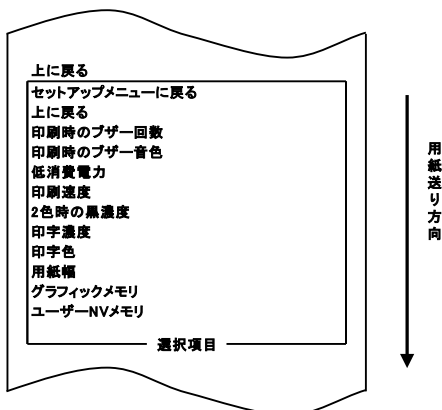 上に戻る
セットアップメニューに戻る
上に戻る
印刷時のブザー回数
印刷時のブザー音色
低消費電力
印刷速度
2色時の黒濃度
印字濃度
印字色
用紙幅
グラフィックメモリ
ユーザーNVメモリ
選択項目
用紙送り方向